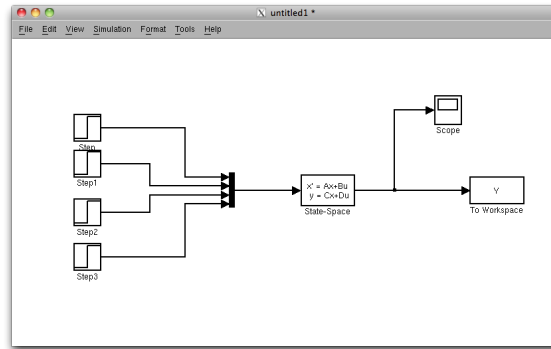 X untitled1 *
File Edit View Simulation Format Tools Help
Step
Step1
Step2
Step3
x' = Ax+Bu
y = Cx+Du
State-Space
Scope
Y
To Workspace